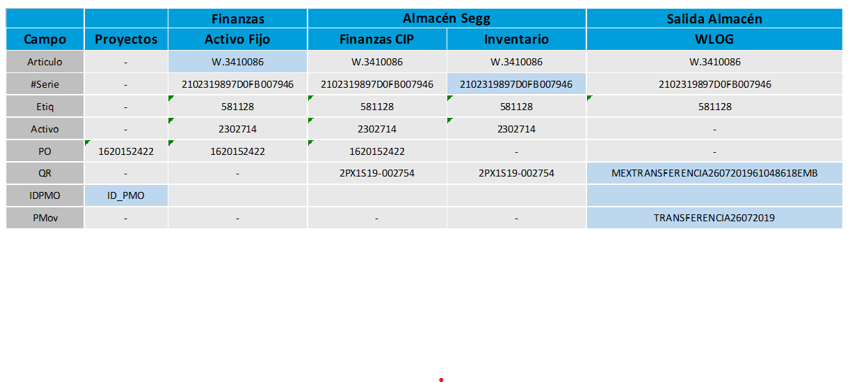 Finanzas Almacén Segg Salida Almacén
Campo Proyectos Activo Fijo Finanzas CIP Inventario WLOG
Articulo - W.3410086 W.3410086 W.3410086 W.3410086
#Serie - 2102319897D0FB007946 2102319897D0FB007946 2102319897D0FB007946 2102319897D0FB007946
Etiq - 581128 581128 581128 581128
Activo - 2302714 2302714 2302714 -
PO 1620152422 1620152422 1620152422 - -
QR - - 2PX1S19-002754 2PX1S19-002754 MEXTRANSFERENCIA2607201961048618EMB
IDPMO ID_PMO
PMov - - - - TRANSFERENCIA26072019